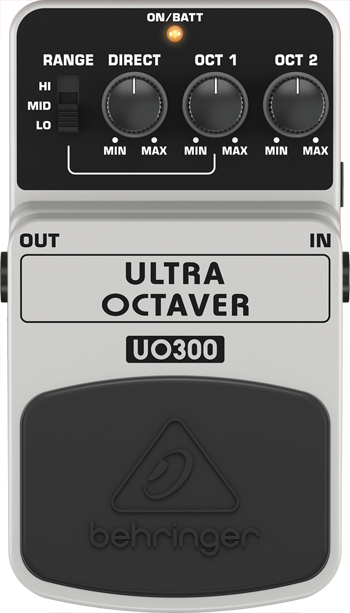 ON/BATT
RANGE DIRECT OCT 1 OCT 2
HI
MID
LO
MIN MAX MIN MAX MIN MAX
OUT IN
ULTRA
OCTAVER
UO300
behringer